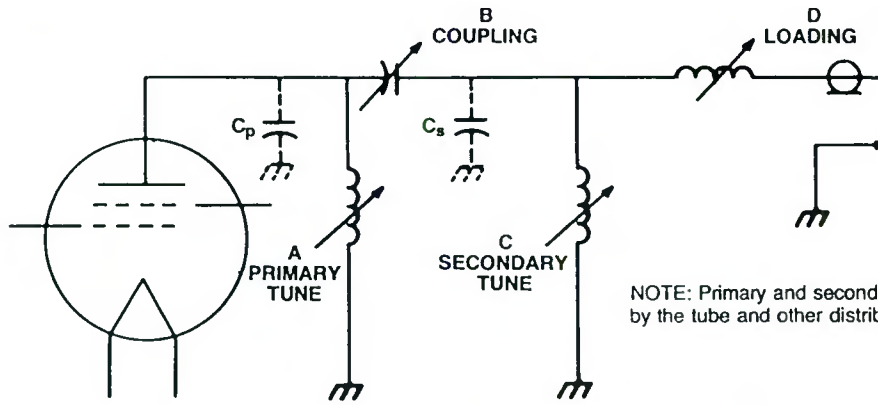 B
COUPLING
D
LOADING
Cp
Cs
A
PRIMARY
TUNE
C
SECONDARY
TUNE
NOTE: Primary and second
by the tube and other distrib